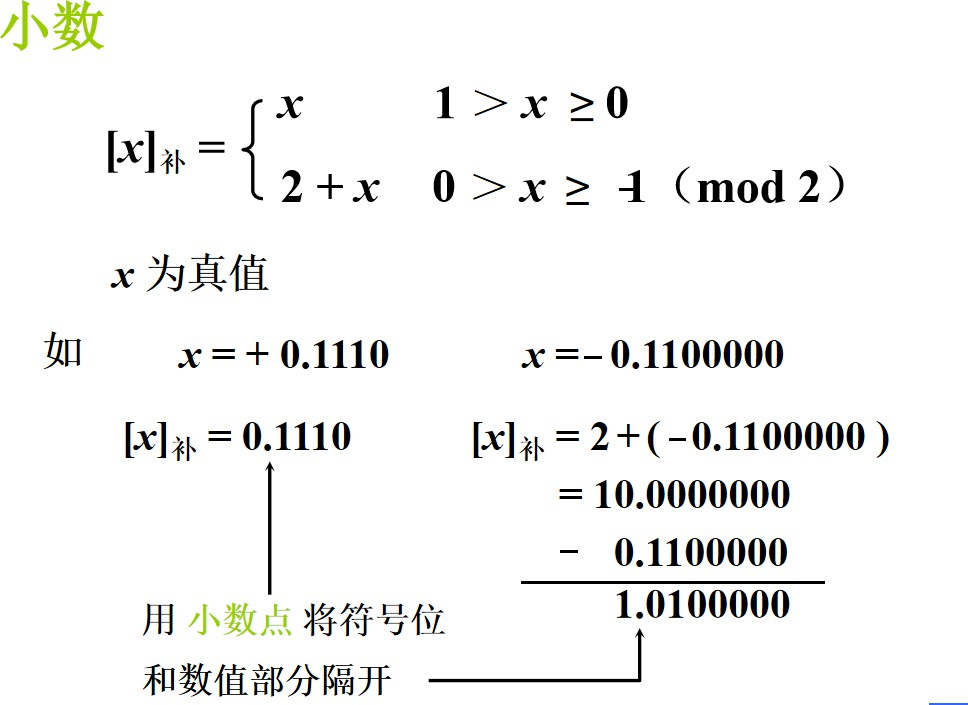 小数
x 1 > x ≥ 0
[x]补 =
2 + x 0 > x ≥ -1（mod 2）
x 为真值
如 x = + 0.1110 x = – 0.1100000
[x]补 = 0.1110 [x]补 = 2 + ( – 0.1100000 )
= 10.0000000
– 0.1100000
1.0100000
用 小数点 将符号位
和数值部分隔开